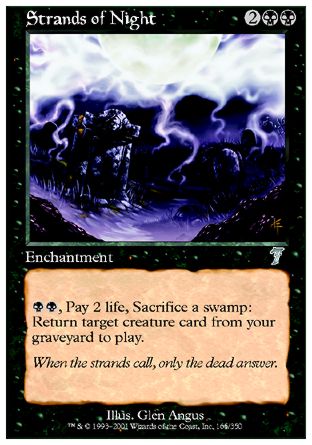 Strands of Night 2
Enchantment
, Pay 2 life, Sacrifice a swamp:
Return target creature card from your
graveyard to play.
When the strands call, only the dead answer.
Illus. Glen Angus
™ & © 1993-2001 Wizards of the Coast, Inc. 166/350